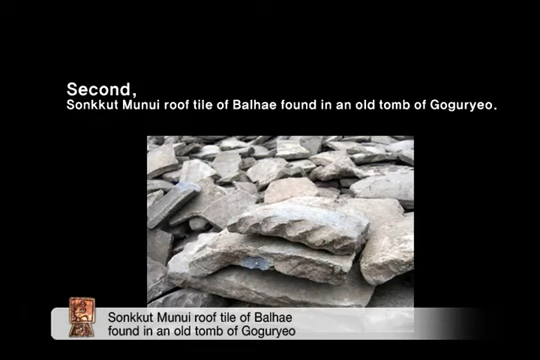 Second,
Sonkkut Munui roof tile of Balhae found in an old tomb of Goguryeo.
Sonkkut Munui roof tile of Balhae
found in an old tomb of Goguryeo